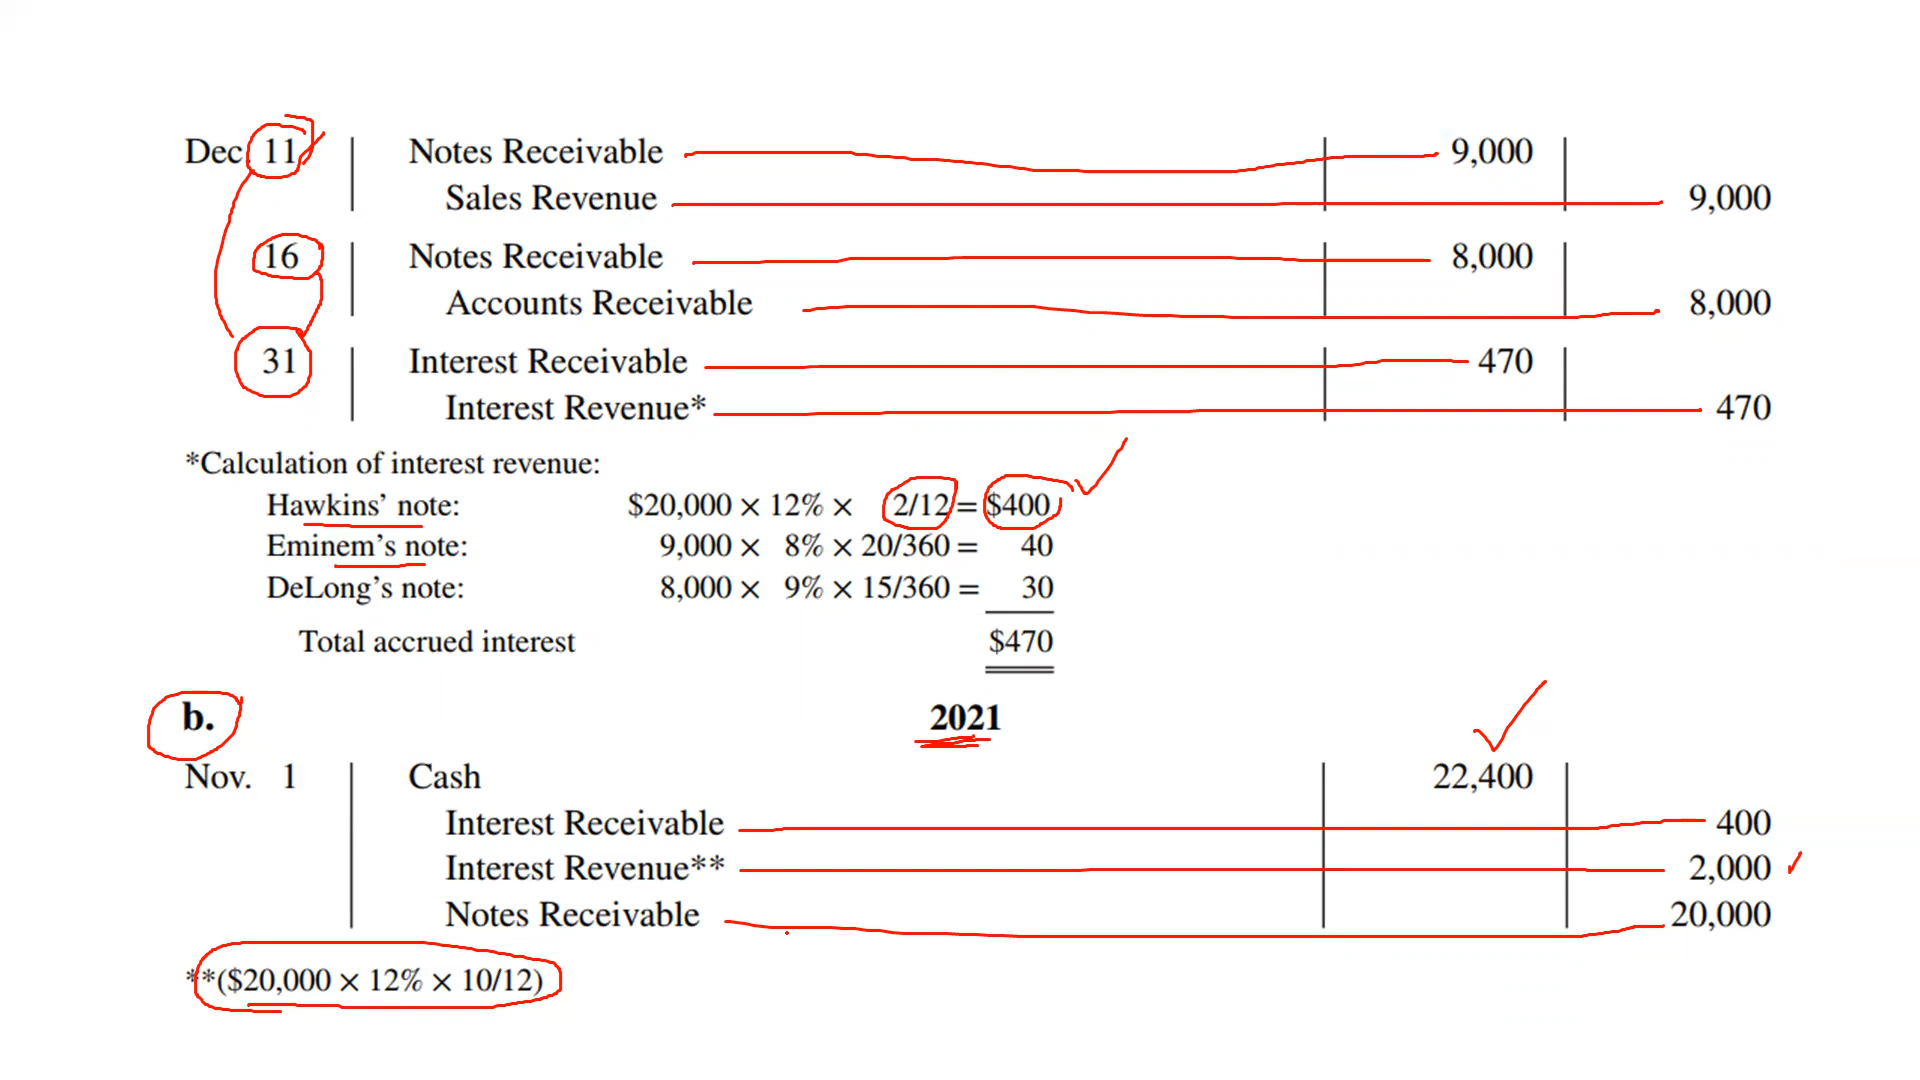 Dec. 11 Notes Receivable 9,000
Sales Revenue 9,000
16 Notes Receivable 8,000
Accounts Receivable 8,000
31 Interest Receivable 470
Interest Revenue* 470
*Calculation of interest revenue:
Hawkins’ note: $20,000 × 12% × 2/12 = $400
Eminem’s note: 9,000 × 8% × 20/360 = 40
DeLong’s note: 8,000 × 9% × 15/360 = 30
Total accrued interest $470
b. 2021
Nov. 1 Cash 22,400
Interest Receivable 400
Interest Revenue** 2,000
Notes Receivable 20,000
**($20,000 × 12% × 10/12)